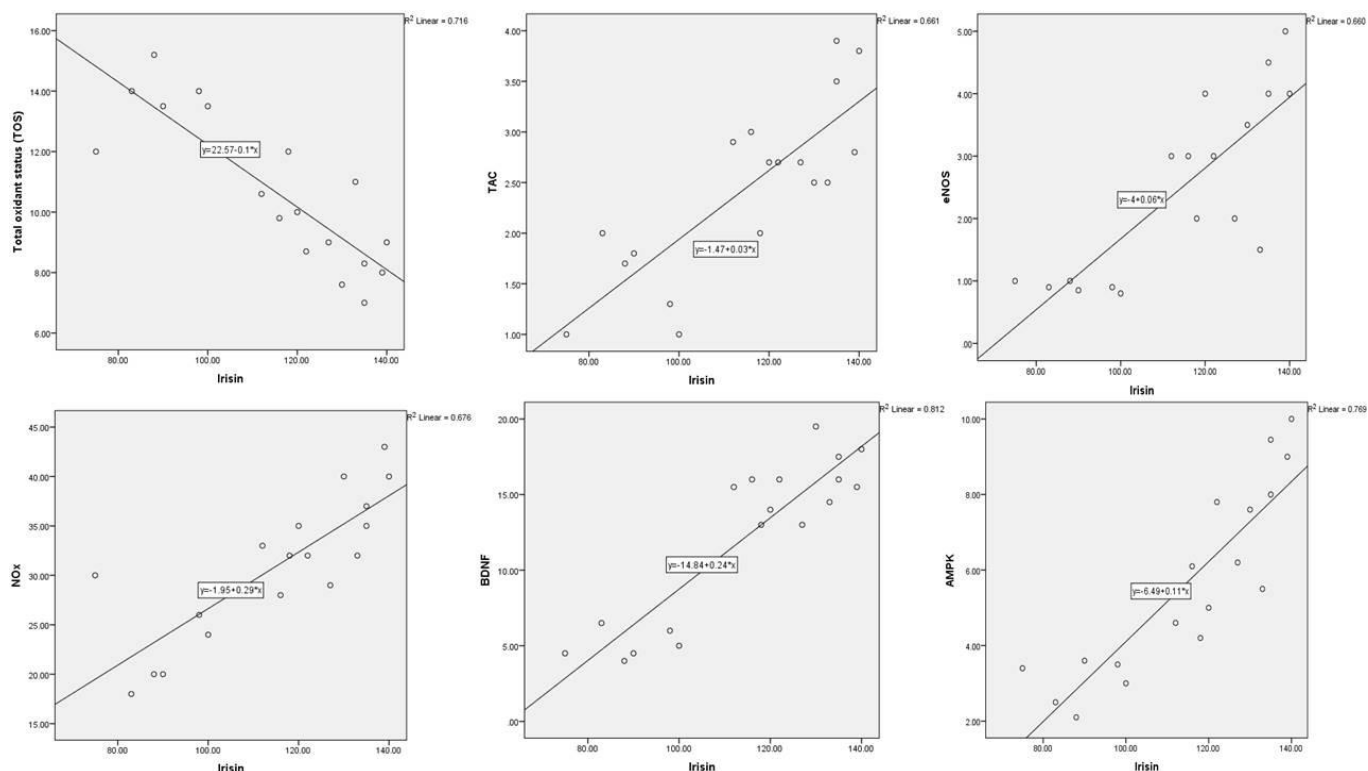 R² Linear = 0.716
16.00
14.00
12.00
10.00
8.00
6.00
Total oxidant status (TOS)
y=22.57-0.1*x
80.00 100.00 120.00 140.00
Irisin
R² Linear = 0.661
4.00
3.50
3.00
2.50
2.00
1.50
1.00
TAC
y=-1.47+0.03*x
80.00 100.00 120.00 140.00
Irisin
R² Linear = 0.660
5.00
4.00
3.00
2.00
1.00
.00
eNOS
y=-4+0.06*x
80.00 100.00 120.00 140.00
Irisin
R² Linear = 0.676
45.00
40.00
35.00
30.00
25.00
20.00
15.00
NOx
y=-1.95+0.29*x
80.00 100.00 120.00 140.00
Irisin
R² Linear = 0.812
20.00
15.00
10.00
5.00
.00
BDNF
y=-14.84+0.24*x
80.00 100.00 120.00 140.00
Irisin
R² Linear = 0.769
10.00
8.00
6.00
4.00
2.00
AMPK
y=-6.49+0.11*x
80.00 100.00 120.00 140.00
Irisin